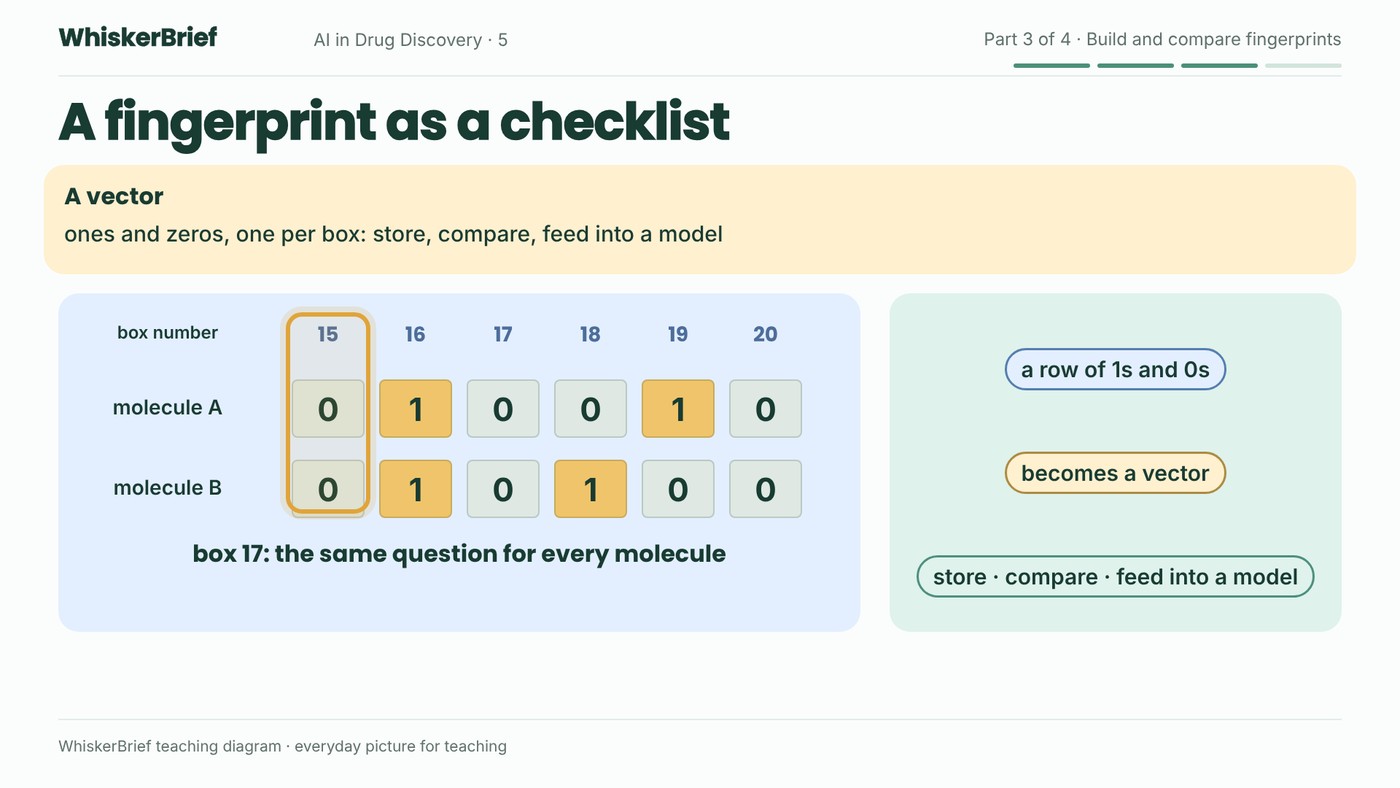 WhiskerBrief
AI in Drug Discovery · 5
Part 3 of 4 · Build and compare fingerprints
A fingerprint as a checklist
A vector
ones and zeros, one per box: store, compare, feed into a model
box number 15 16 17 18 19 20
molecule A 0 1 0 0 1 0
molecule B 0 1 0 1 0 0
box 17: the same question for every molecule
a row of 1s and 0s
becomes a vector
store · compare · feed into a model
WhiskerBrief teaching diagram · everyday picture for teaching